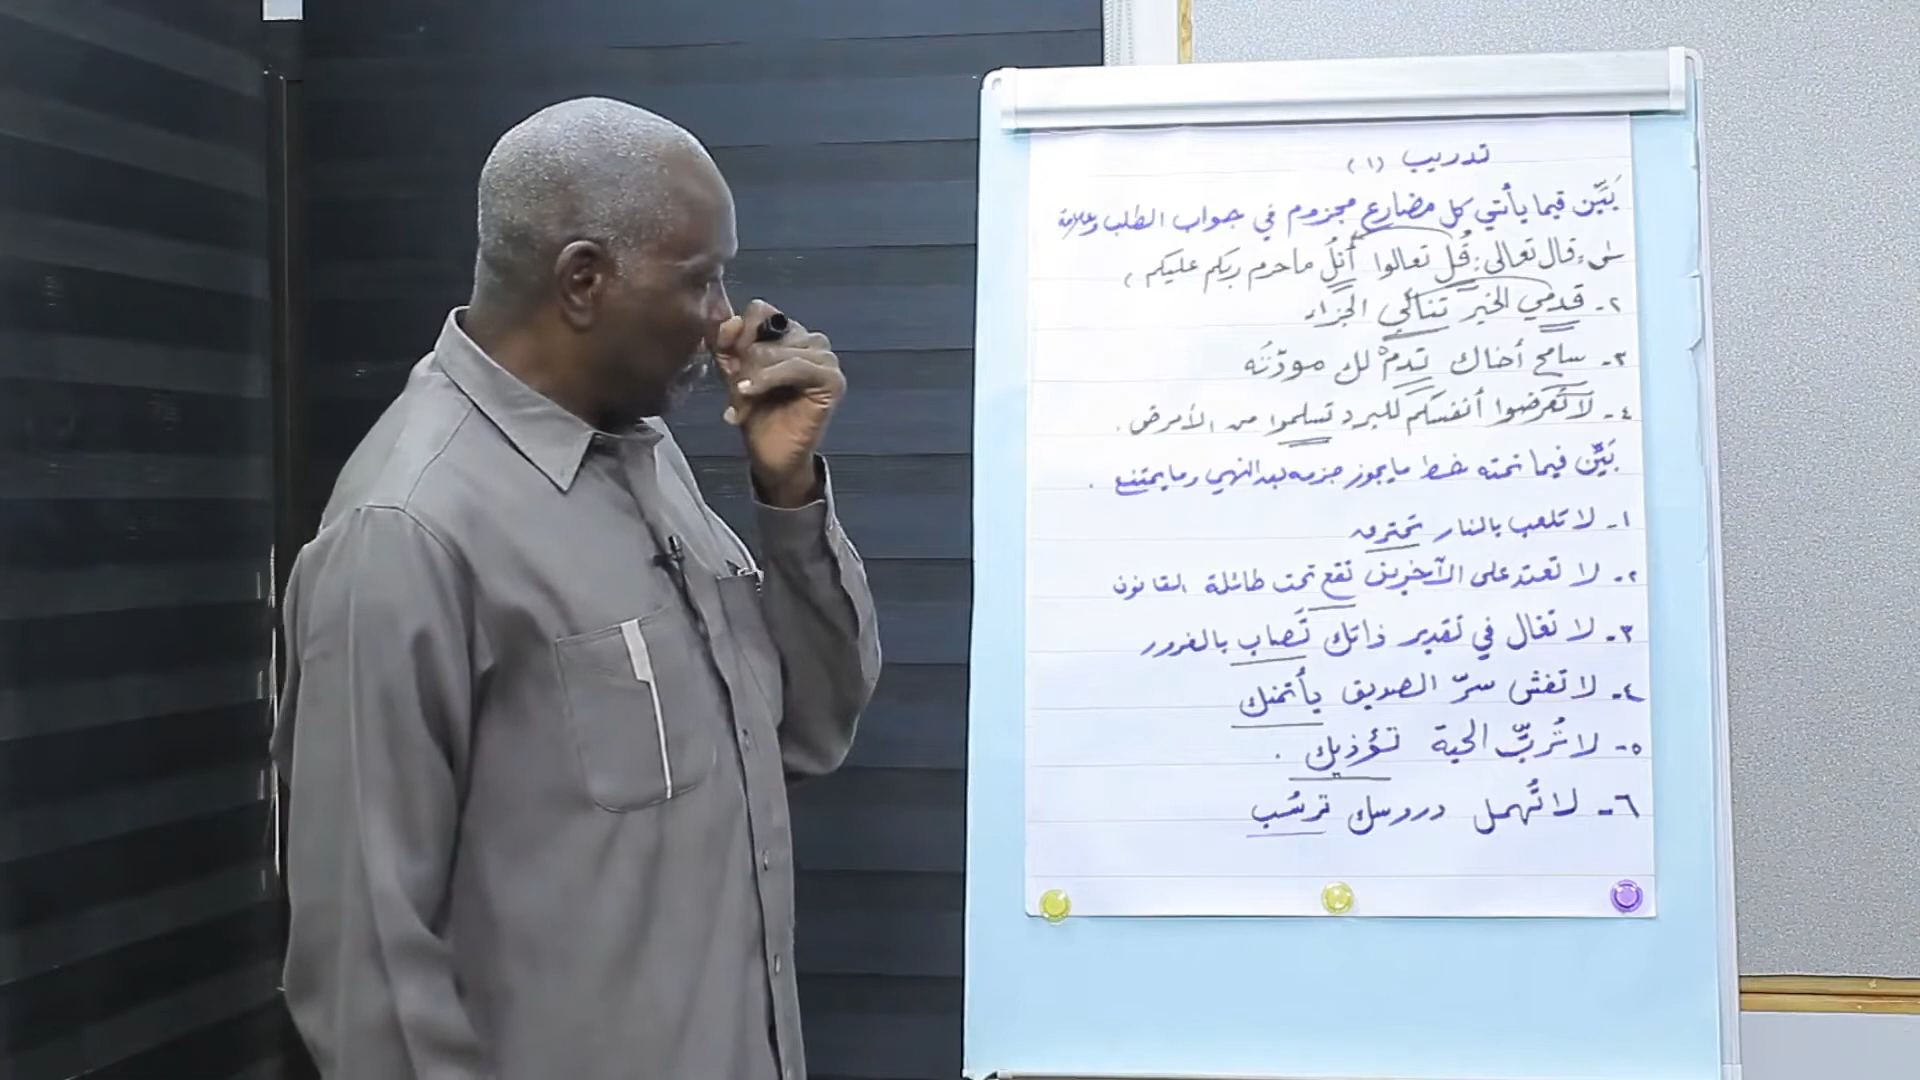 تدريب (١)
بَيِّن فيما يأتي كل مضارع مجزوم في جواب الطلب وعلامة
قال تعالى: قُل تعالوا أتلُ ما حرم ربكم عليكم )
٢- قدمي الخير تنالي الجزاء
٣- سامح أخاك تدمْ لك مودّتُه
٤- لا تعرضوا أنفسكم للبرد تسلموا من الأمرض .
بَيِّن فيما تحته خط ما يجوز جزمه بعد النهي وما يمتنع .
١- لا تلعب بالنار تحترق
٢- لا تعتد على الآخرين تقع تحت طائلة القانون
٣- لا تغال في تقدير ذاتك تُصاب بالغرور
٤- لا تفش سرّ الصديق يأتمنك
٥- لا تُربِّ الحية تؤذيك .
٦- لا تُهمل دروسك ترسُب